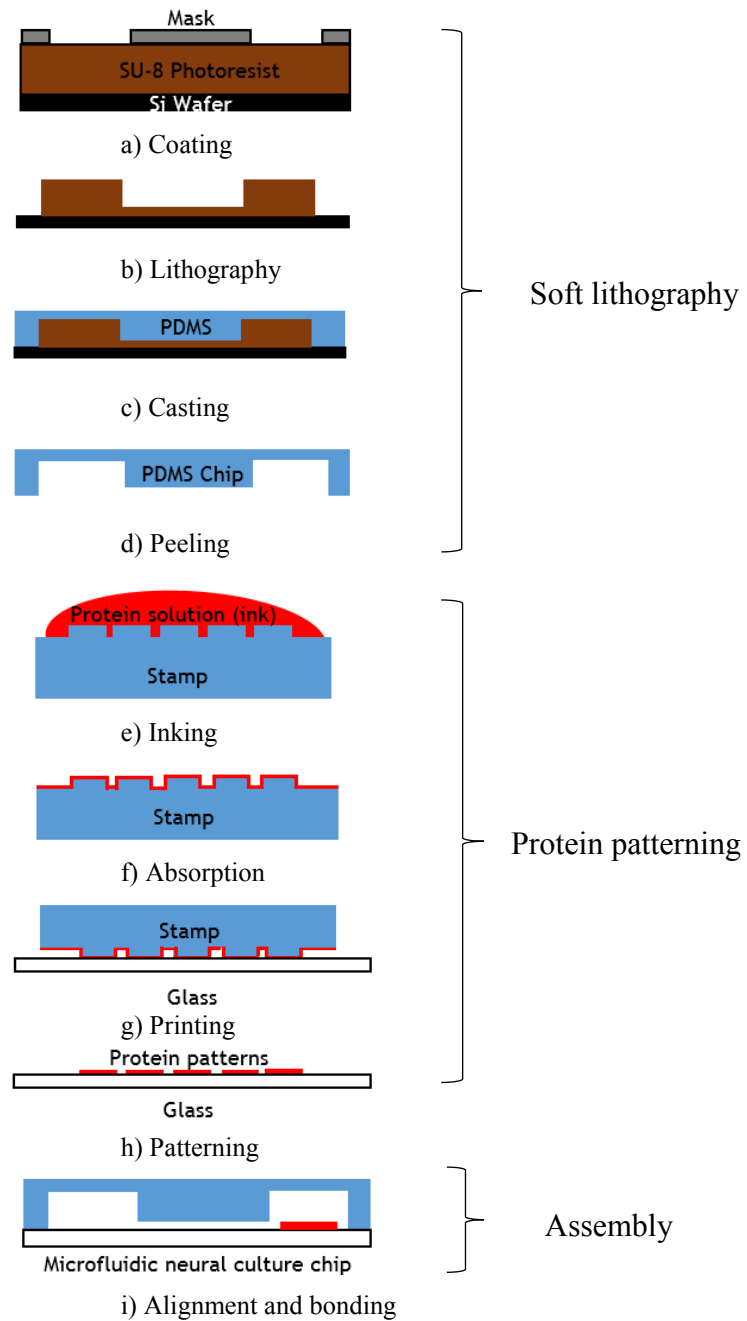 Mask
SU-8 Photoresist
Si Wafer
a) Coating
b) Lithography
PDMS
c) Casting
PDMS Chip
d) Peeling
Soft lithography
Protein solution (ink)
Stamp
e) Inking
Stamp
f) Absorption
Stamp
Glass
g) Printing
Protein patterns
Glass
h) Patterning
Protein patterning
Microfluidic neural culture chip
i) Alignment and bonding
Assembly